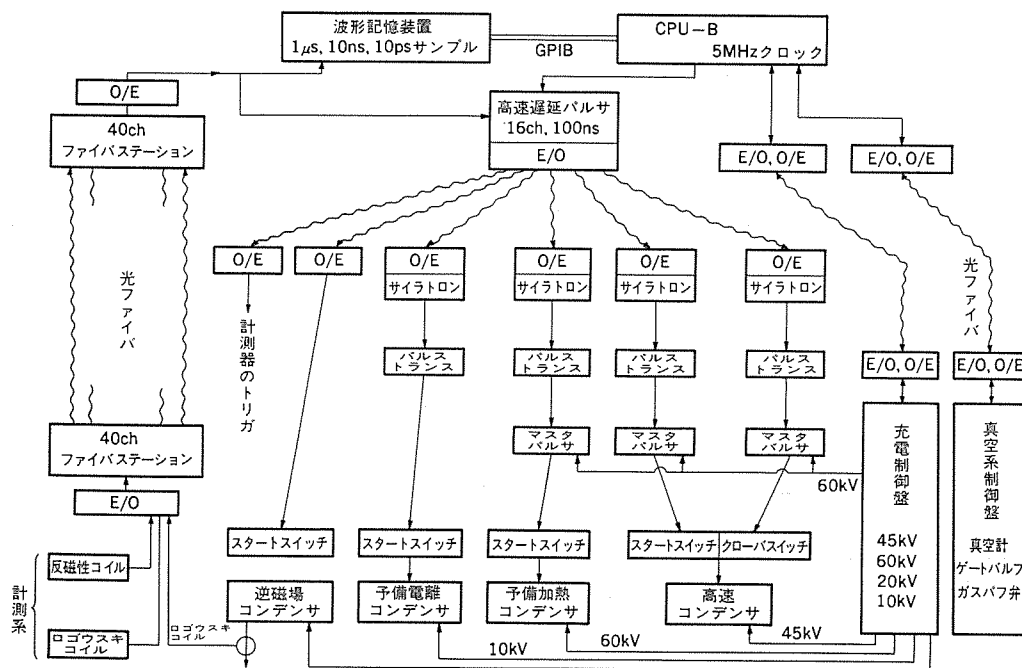 波形記憶装置
1μs, 10ns, 10psサンプル
GPIB
CPU−B
5MHzクロック
O/E
40ch
ファイバステーション
高速遅延パルサ
16ch, 100ns
E/O
E/O, O/E
E/O, O/E
光ファイバ
O/E
計測器のトリガ
O/E
O/E
サイラトロン
O/E
サイラトロン
O/E
サイラトロン
O/E
サイラトロン
光ファイバ
パルス
トランス
パルス
トランス
パルス
トランス
パルス
トランス
E/O, O/E
E/O, O/E
マスタ
パルサ
マスタ
パルサ
マスタ
パルサ
60kV
40ch
ファイバステーション
E/O
充電制御盤
45kV
60kV
20kV
10kV
真空系制御盤
真空計
ゲートバルブ
ガスパフ弁
スタートスイッチ
スタートスイッチ
スタートスイッチ
スタートスイッチ
クローバスイッチ
計測系
反磁性コイル
ロゴウスキ
コイル
ロゴウスキ
コイル
逆磁場
コンデンサ
予備電離
コンデンサ
予備加熱
コンデンサ
高速
コンデンサ
10kV
60kV
45kV